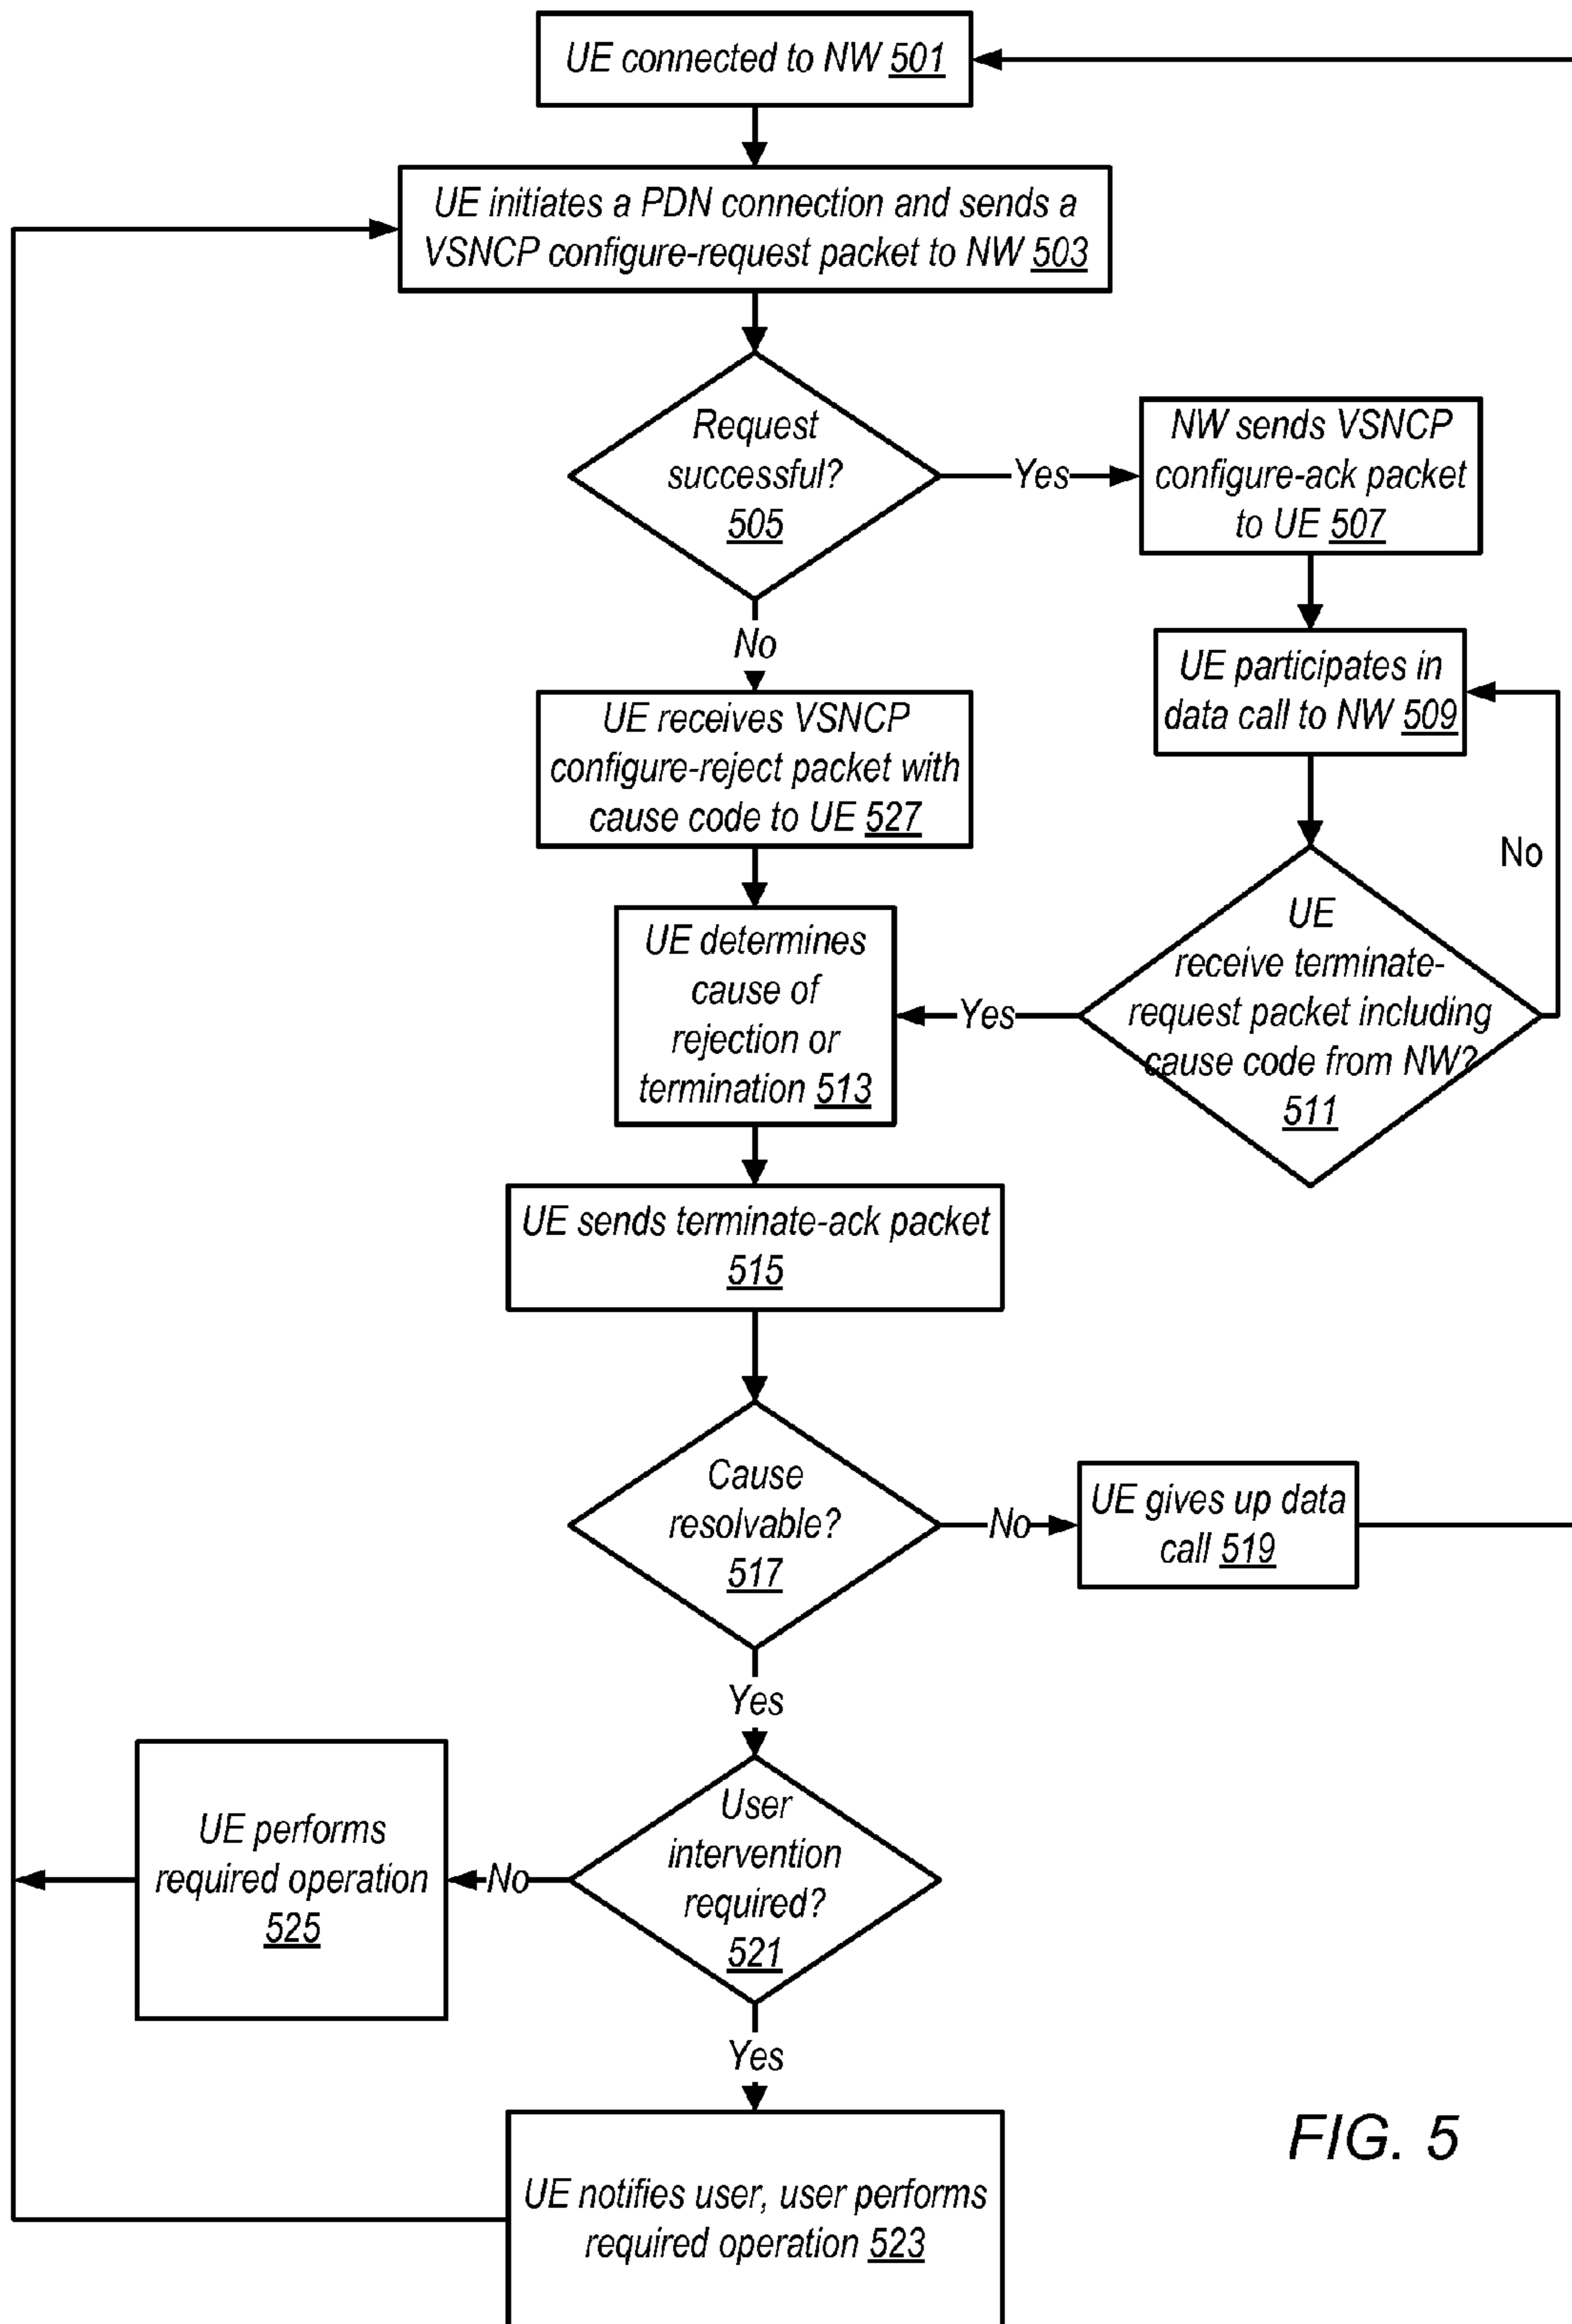 UE connected to NW 501
UE initiates a PDN connection and sends a
VSNCP configure-request packet to NW 503
Request
successful?
505
Yes
NW sends VSNCP
configure-ack packet
to UE 507
No
UE participates in
data call to NW 509
UE receives VSNCP
configure-reject packet with
cause code to UE 527
No
UE
receive terminate-
request packet including
cause code from NW?
511
Yes
UE determines
cause of
rejection or
termination 513
UE sends terminate-ack packet
515
Cause
resolvable?
517
No
UE gives up data
call 519
Yes
User
intervention
required?
521
No
UE performs
required operation
525
Yes
UE notifies user, user performs
required operation 523
FIG. 5